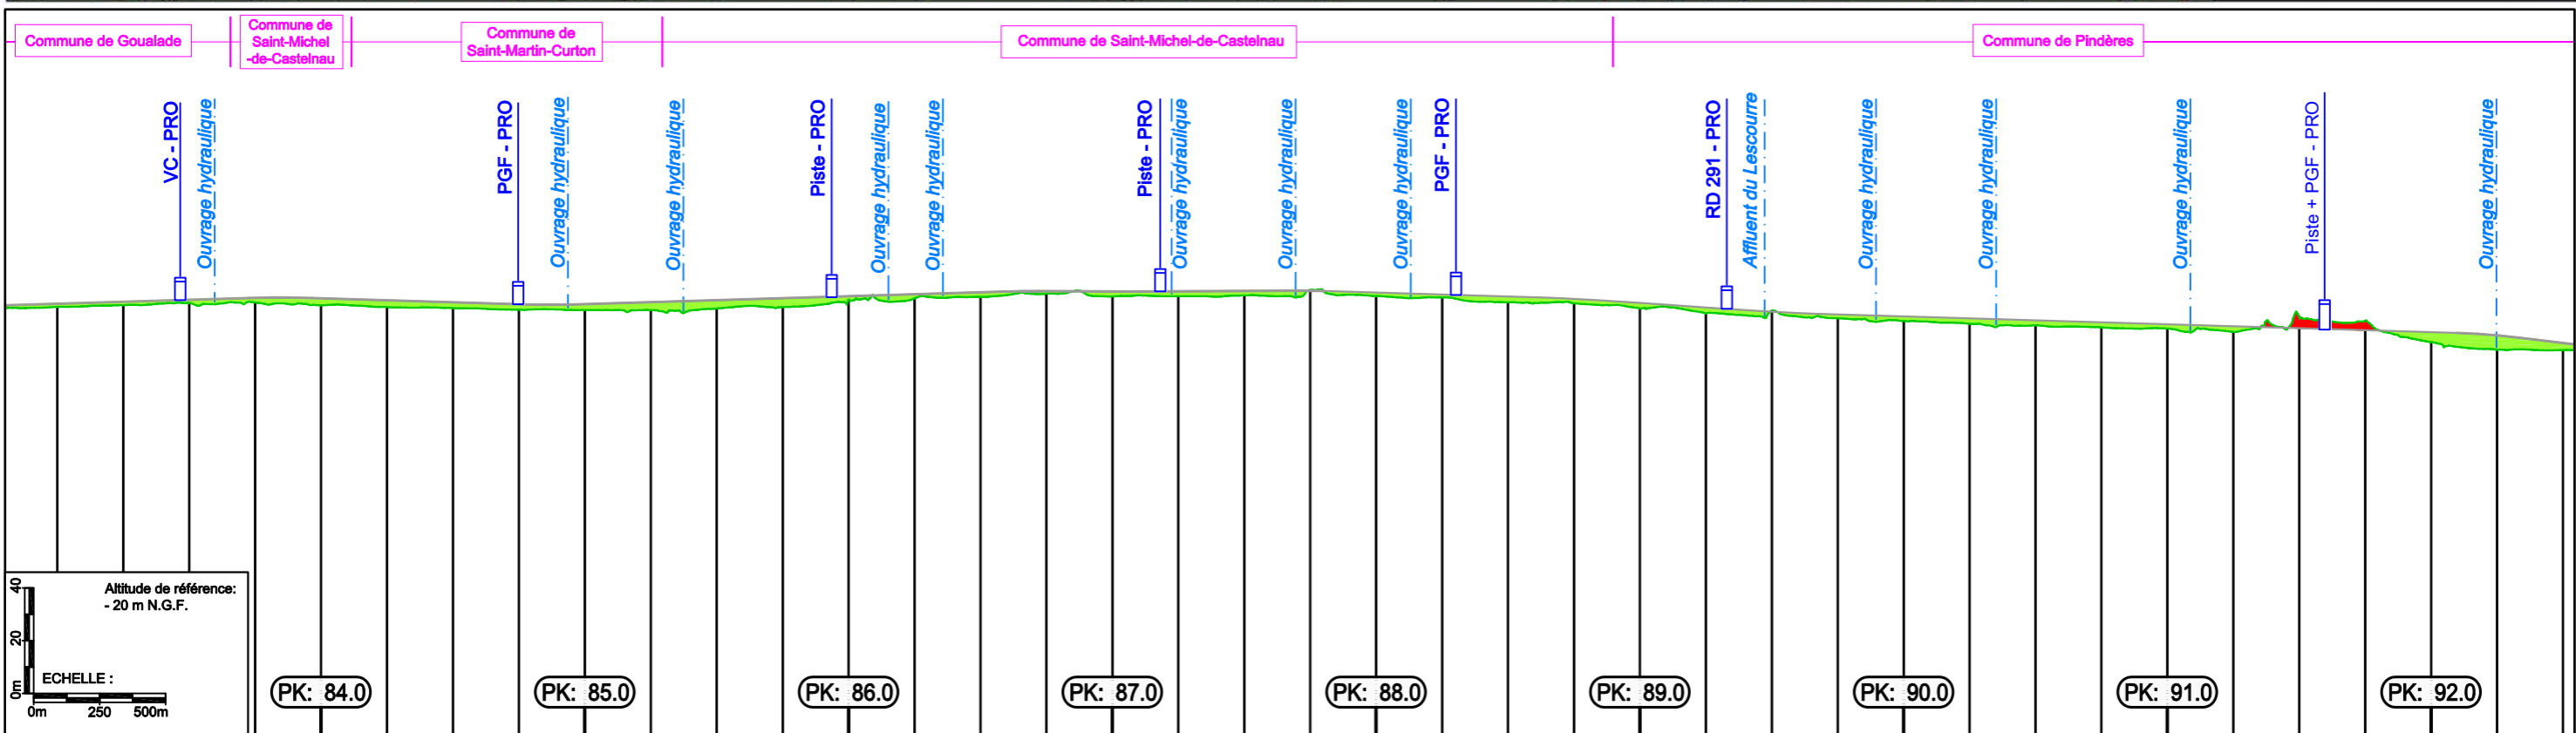 Commune de Goualade
Commune de
Saint-Michel
-de-Castelnau
Commune de
Saint-Martin-Curton
Commune de Saint-Michel-de-Castelnau
Commune de Pindères
VC - PRO
Ouvrage hydraulique
PGF - PRO
Ouvrage hydraulique
Ouvrage hydraulique
Piste - PRO
Ouvrage hydraulique
Ouvrage hydraulique
Piste - PRO
Ouvrage hydraulique
Ouvrage hydraulique
Ouvrage hydraulique
PGF - PRO
RD 291 - PRO
Affluent du Lescourre
Ouvrage hydraulique
Ouvrage hydraulique
Ouvrage hydraulique
Piste + PGF - PRO
Ouvrage hydraulique
40
20
0m
Altitude de référence:
- 20 m N.G.F.
ECHELLE :
0m 250 500m
PK: 84.0
PK: 85.0
PK: 86.0
PK: 87.0
PK: 88.0
PK: 89.0
PK: 90.0
PK: 91.0
PK: 92.0